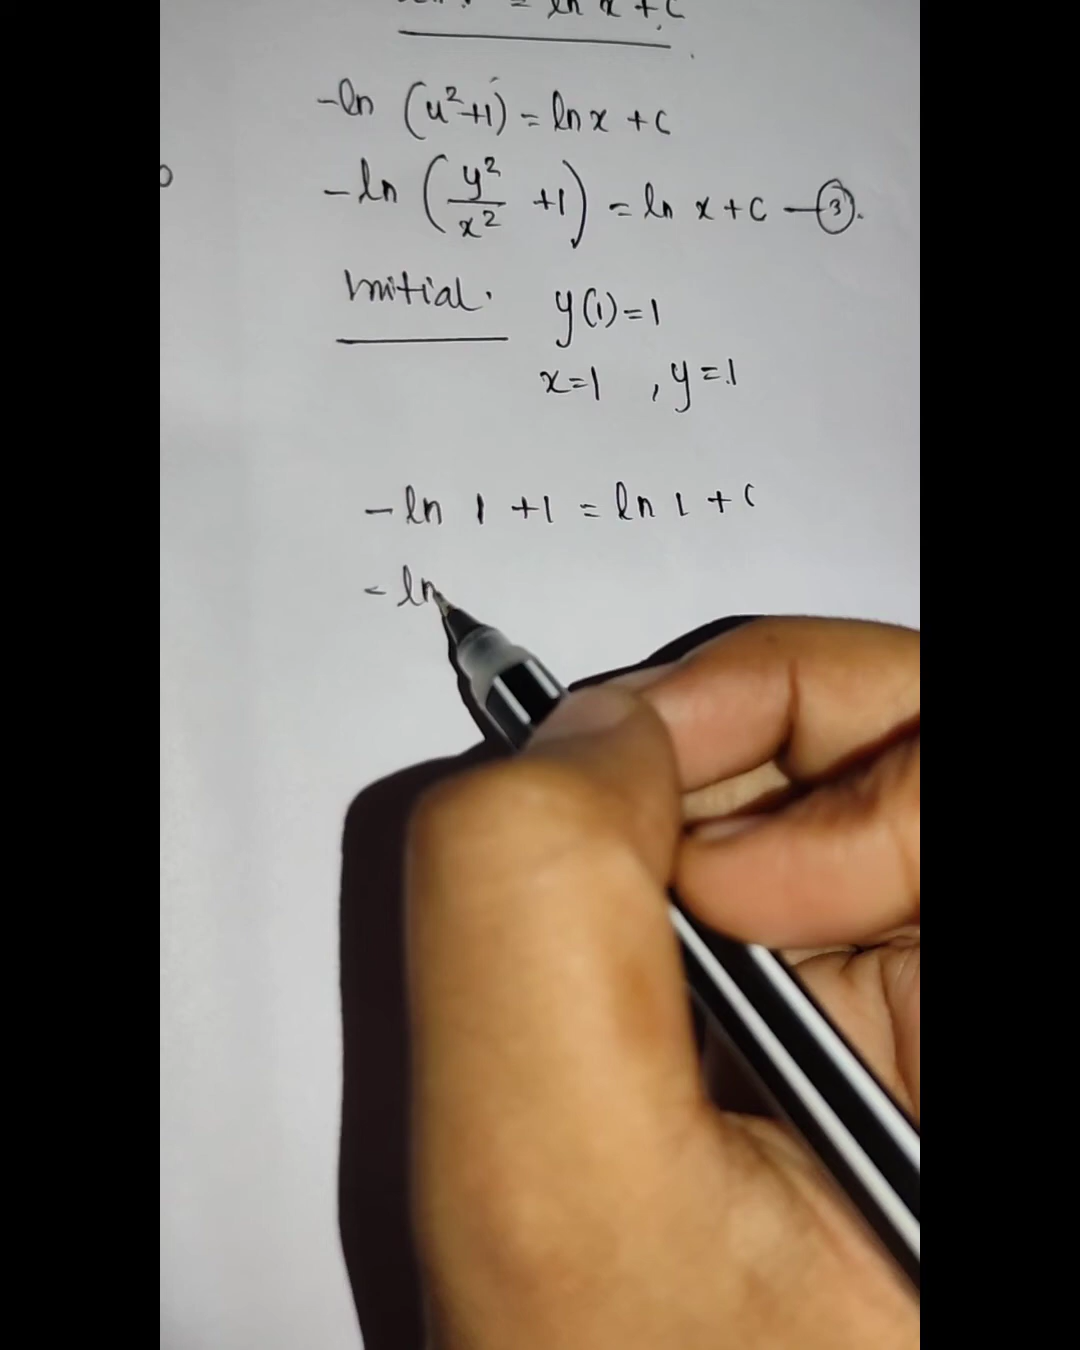 = ln x + c
-ln (u²+1) = ln x + c
-ln (y²/x² + 1) = ln x + c —③.
Initial. y(1)=1
x=1 , y=1
-ln 1 +1 = ln 1 + c
- ln